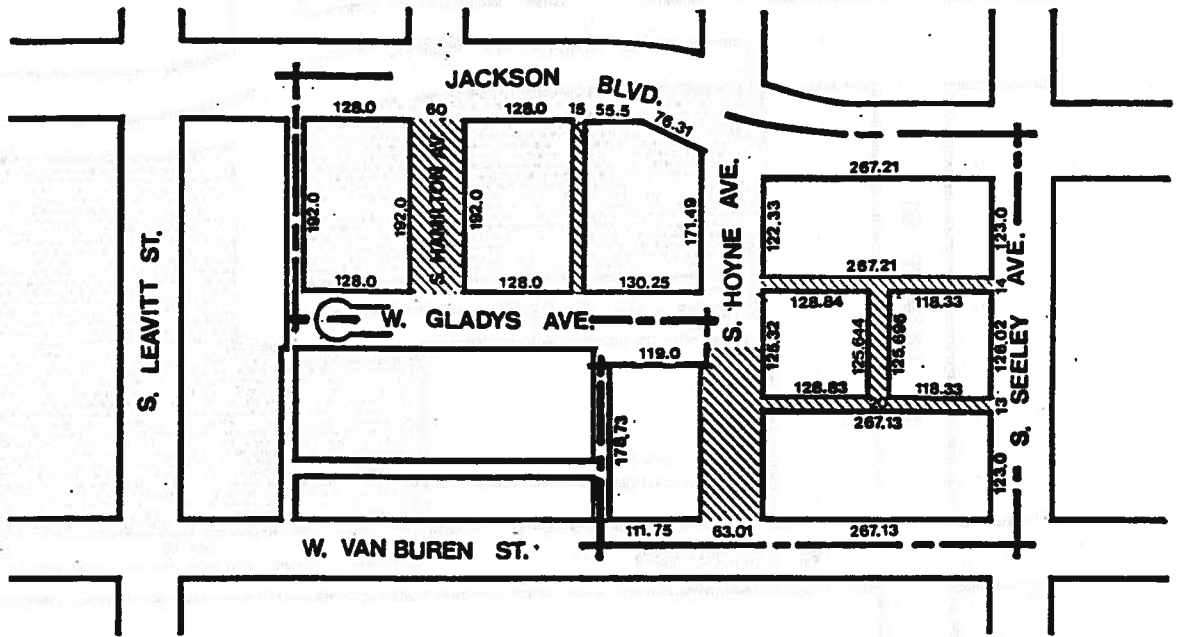 JACKSON BLVD.
128.0 60 128.0 15 55.5 76.31
192.0 192.0 S. HAMILTON AV. 192.0 171.49
128.0 128.0 130.25
S. LEAVITT ST.
S. HOYNE AVE.
S. SEELEY AVE.
267.21
122.33 123.0
267.21 14
128.84 118.33
125.32 125.644 125.695 126.02
128.83 118.33 13
267.13
123.0
W. GLADYS AVE.
119.0
178.73
111.75 63.01 267.13
W. VAN BUREN ST.